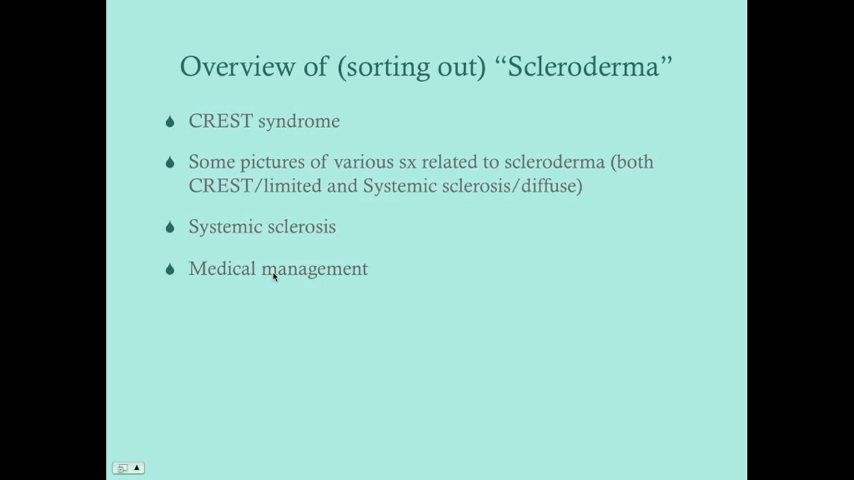 Overview of (sorting out) “Scleroderma”
CREST syndrome
Some pictures of various sx related to scleroderma (both
CREST/limited and Systemic sclerosis/diffuse)
Systemic sclerosis
Medical management